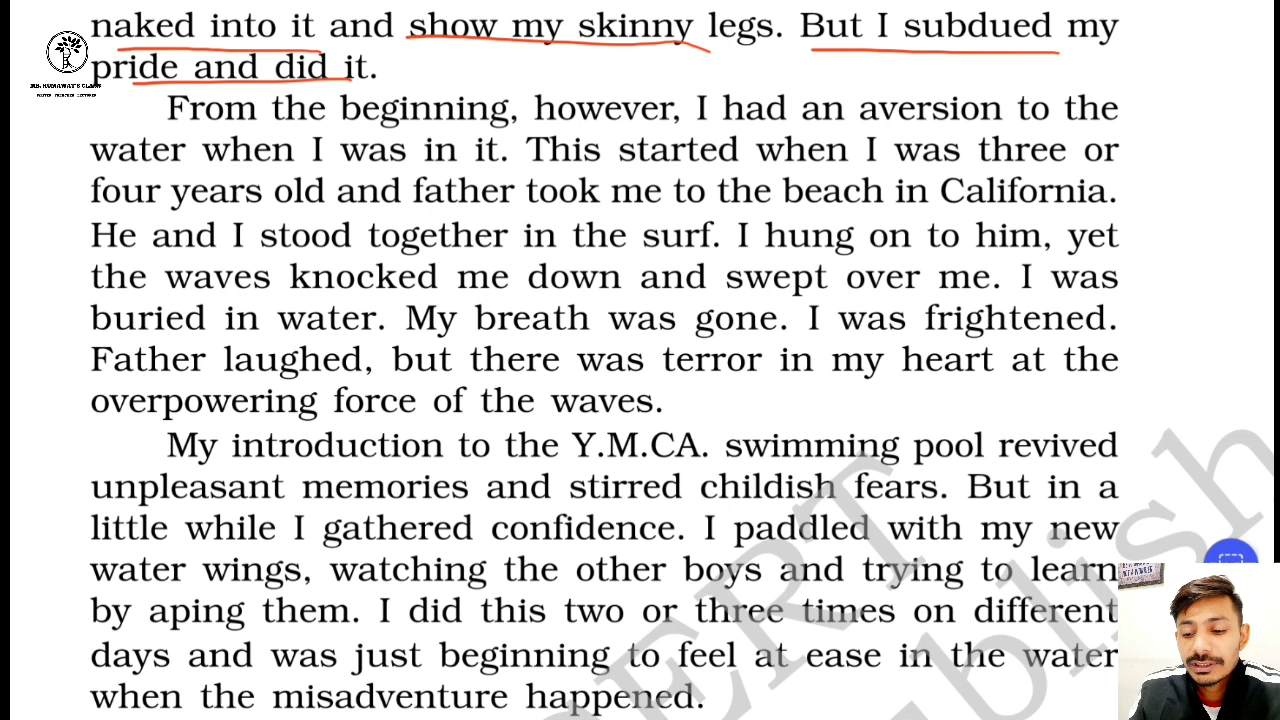 naked into it and show my skinny legs. But I subdued my
pride and did it.
From the beginning, however, I had an aversion to the
water when I was in it. This started when I was three or
four years old and father took me to the beach in California.
He and I stood together in the surf. I hung on to him, yet
the waves knocked me down and swept over me. I was
buried in water. My breath was gone. I was frightened.
Father laughed, but there was terror in my heart at the
overpowering force of the waves.
My introduction to the Y.M.CA. swimming pool revived
unpleasant memories and stirred childish fears. But in a
little while I gathered confidence. I paddled with my new
water wings, watching the other boys and trying to learn
by aping them. I did this two or three times on different
days and was just beginning to feel at ease in the water
when the misadventure happened.